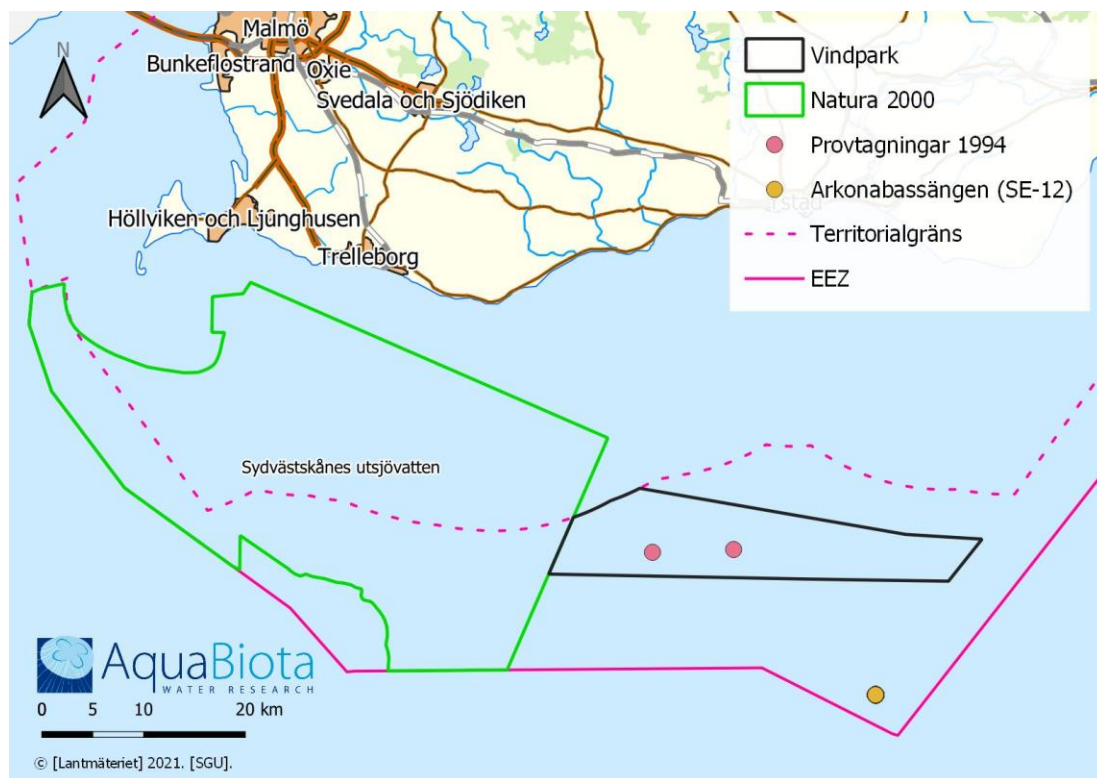 N
Malmö
Bunkeflostrand
Oxie
Svedala och Sjödiken
Höllviken och Ljûnghusen
Trelleborg
Vindpark
Natura 2000
Provtagningar 1994
Arkonabassängen (SE-12)
Territorialgräns
EEZ
Sydvästskånes utsjövatten
AquaBiota
WATER RESEARCH
0 5 10 20 km
© [Lantmäteriet] 2021. [SGU].